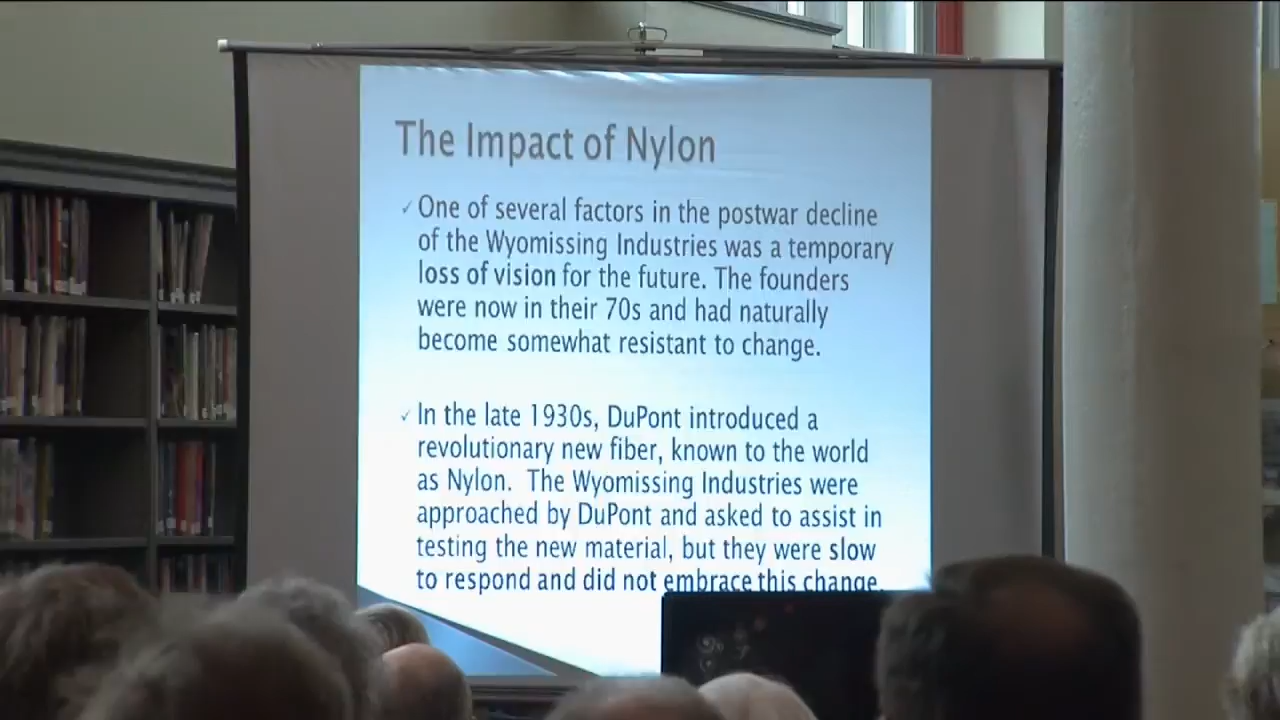 The Impact of Nylon
✓ One of several factors in the postwar decline
of the Wyomissing Industries was a temporary
loss of vision for the future. The founders
were now in their 70s and had naturally
become somewhat resistant to change.
✓ In the late 1930s, DuPont introduced a
revolutionary new fiber, known to the world
as Nylon. The Wyomissing Industries were
approached by DuPont and asked to assist in
testing the new material, but they were slow
to respond and did not embrace this change.